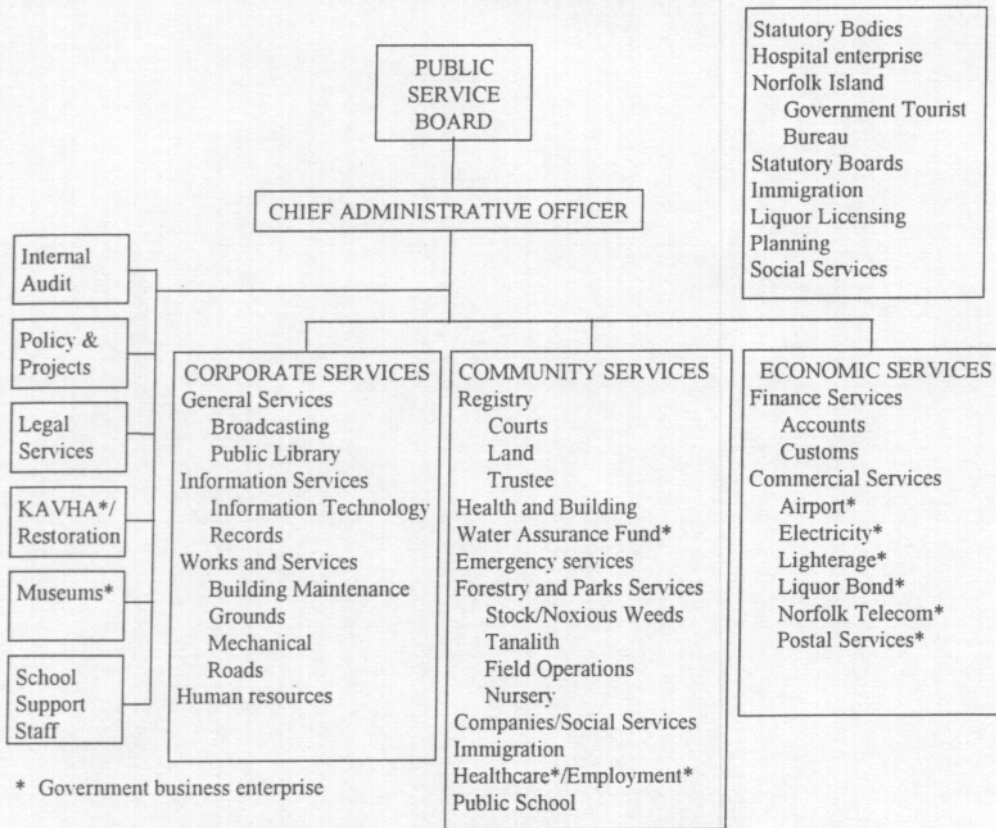 PUBLIC
SERVICE
BOARD
CHIEF ADMINISTRATIVE OFFICER
Statutory Bodies
Hospital enterprise
Norfolk Island
Government Tourist
Bureau
Statutory Boards
Immigration
Liquor Licensing
Planning
Social Services
Internal
Audit
Policy &
Projects
Legal
Services
KAVHA*/
Restoration
Museums*
School
Support
Staff
CORPORATE SERVICES
General Services
Broadcasting
Public Library
Information Services
Information Technology
Records
Works and Services
Building Maintenance
Grounds
Mechanical
Roads
Human resources
COMMUNITY SERVICES
Registry
Courts
Land
Trustee
Health and Building
Water Assurance Fund*
Emergency services
Forestry and Parks Services
Stock/Noxious Weeds
Tanalith
Field Operations
Nursery
Companies/Social Services
Immigration
Healthcare*/Employment*
Public School
ECONOMIC SERVICES
Finance Services
Accounts
Customs
Commercial Services
Airport*
Electricity*
Lighterage*
Liquor Bond*
Norfolk Telecom*
Postal Services*
* Government business enterprise